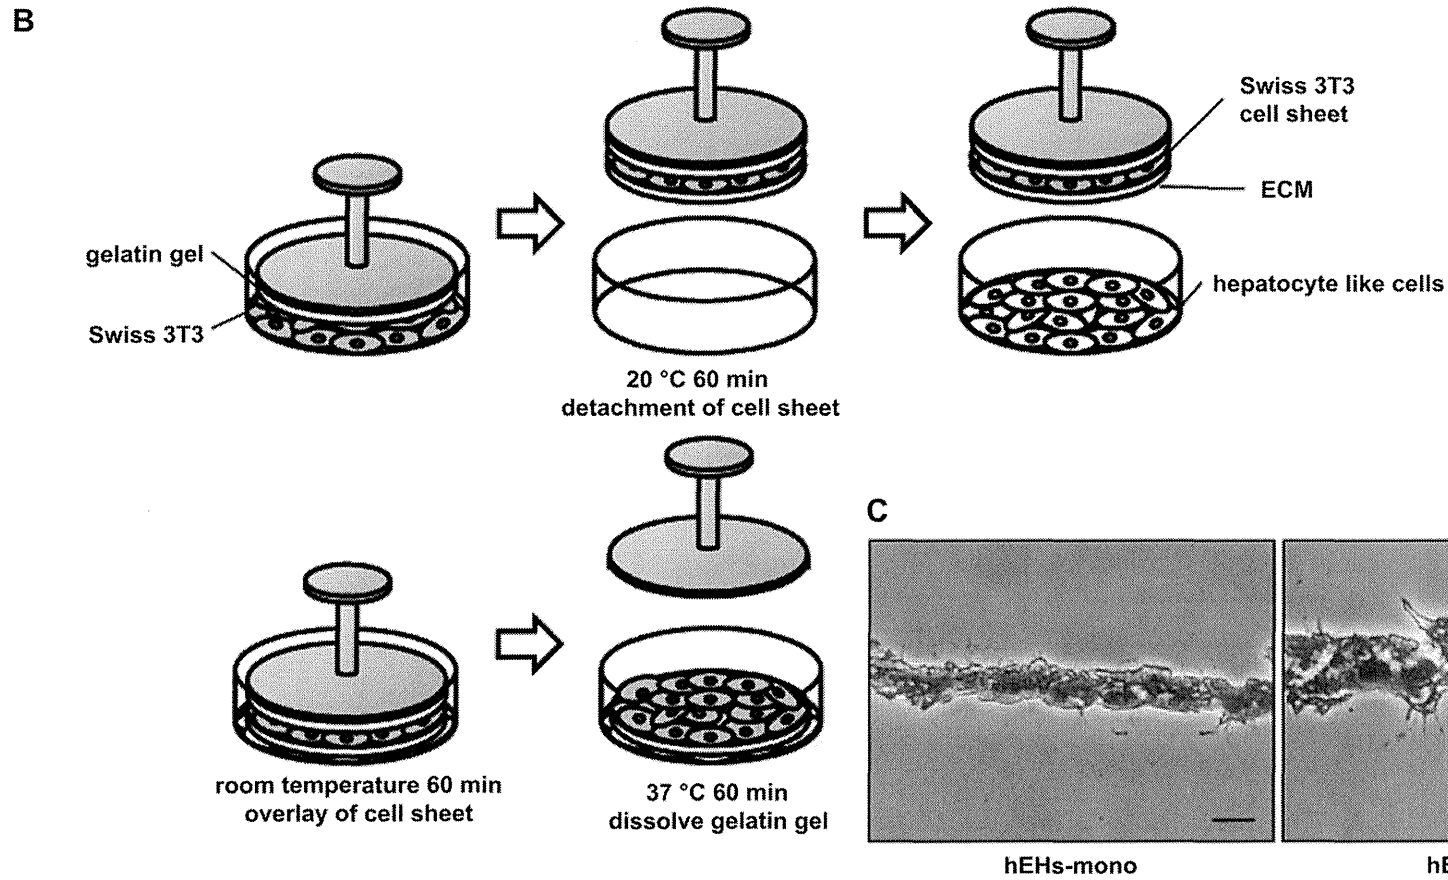 B
Swiss 3T3
cell sheet
ECM
gelatin gel
hepatocyte like cells
Swiss 3T3
20 °C 60 min
detachment of cell sheet
C
room temperature 60 min
overlay of cell sheet
37 °C 60 min
dissolve gelatin gel
hEHs-mono